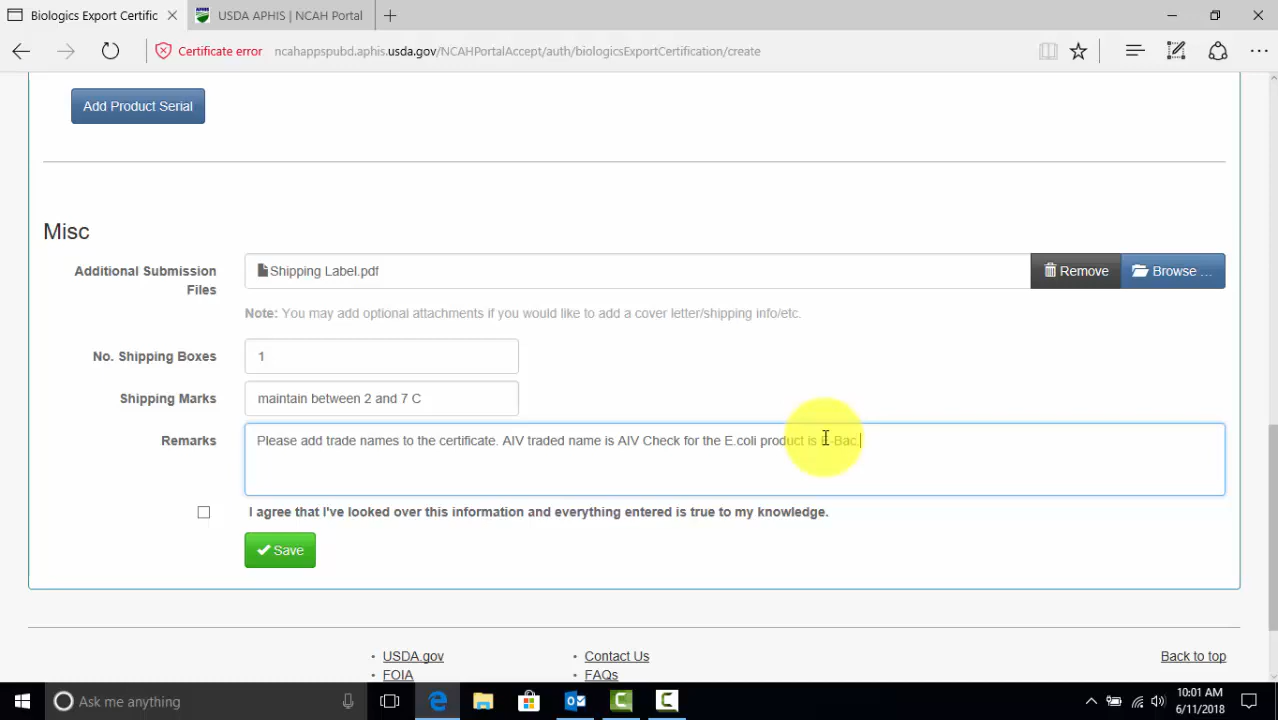 Biologics Export Certific
USDA APHIS | NCAH Portal
Certificate error
ncahappspubd.aphis.usda.gov/NCAHPortalAccept/auth/biologicsExportCertification/create
Add Product Serial
Misc
Additional Submission
Files
Shipping Label.pdf
Remove
Browse ...
Note: You may add optional attachments if you would like to add a cover letter/shipping info/etc.
No. Shipping Boxes
1
Shipping Marks
maintain between 2 and 7 C
Remarks
Please add trade names to the certificate. AIV traded name is AIV Check for the E.coli product is E-Bac
I agree that I've looked over this information and everything entered is true to my knowledge.
Save
USDA.gov
Contact Us
Back to top
FOIA
FAQs
Ask me anything
10:01 AM
6/11/2018